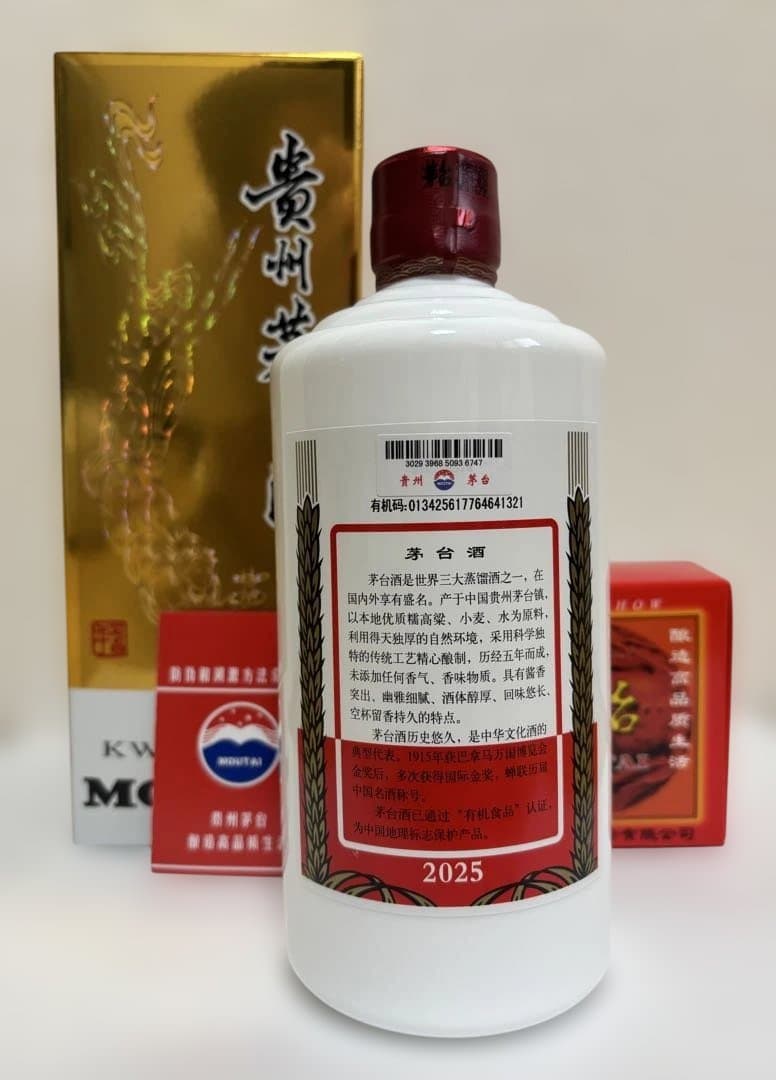 貴
州
茅
KW
MO
MOUTAI
贵州茅台
3029 3968 5093 6747
贵州 MOUTAI 茅台
有机码:013425617764641321
茅台酒
茅台酒是世界三大蒸馏酒之一，在
国内外享有盛名。产于中国贵州茅台镇，
以本地优质糯高粱、小麦、水为原料，
利用得天独厚的自然环境，采用科学独
特的传统工艺精心酿制，历经五年而成，
未添加任何香气、香味物质。具有酱香
突出、幽雅细腻、酒体醇厚、回味悠长、
空杯留香持久的特点。
茅台酒历史悠久，是中华文化酒的
典型代表。1915年获巴拿马万国博览会
金奖后，多次获得国际金奖，蝉联历届
中国名酒称号。
茅台酒已通过“有机食品”认证，
为中国地理标志保护产品。
2025
HOW
酿造高品质生活
台
TAI
有限公司